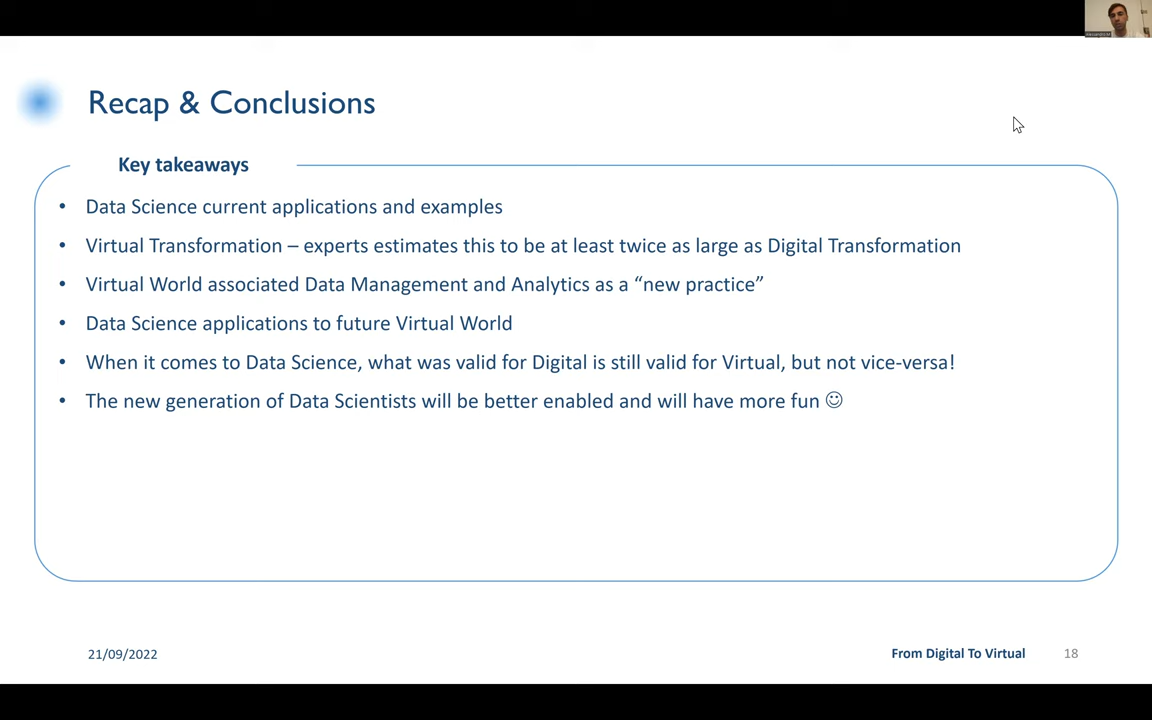 Recap & Conclusions
Key takeaways
• Data Science current applications and examples
• Virtual Transformation – experts estimates this to be at least twice as large as Digital Transformation
• Virtual World associated Data Management and Analytics as a “new practice”
• Data Science applications to future Virtual World
• When it comes to Data Science, what was valid for Digital is still valid for Virtual, but not vice-versa!
• The new generation of Data Scientists will be better enabled and will have more fun ☺
21/09/2022
From Digital To Virtual
18